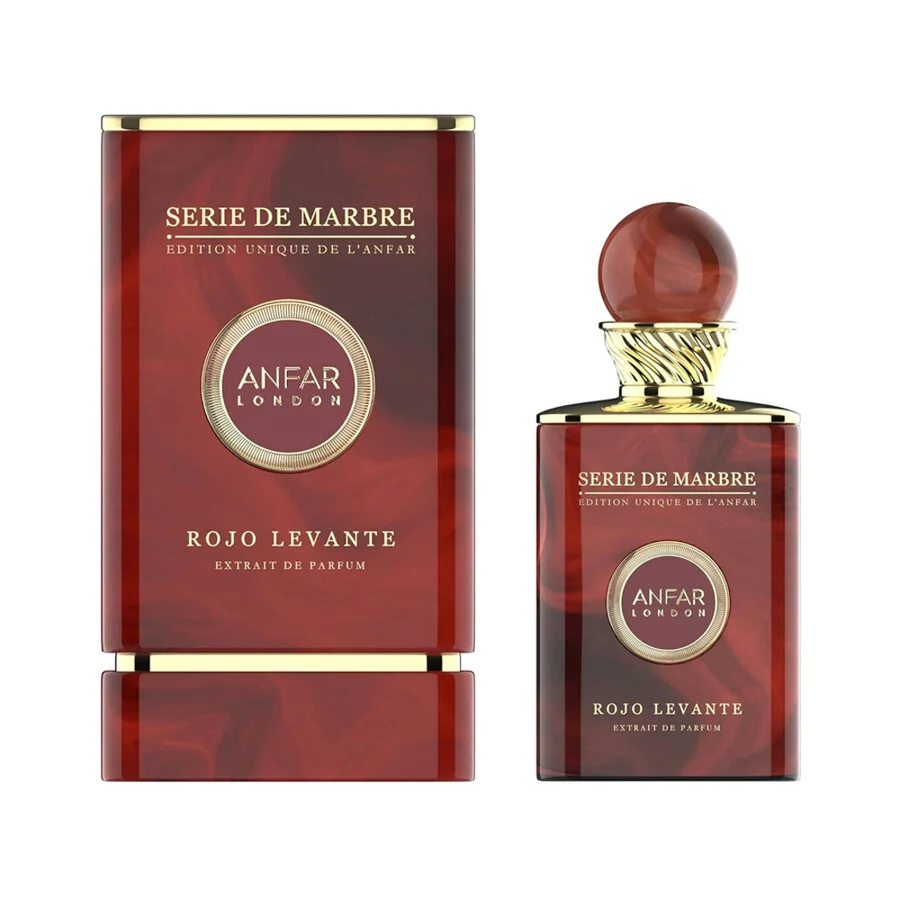 SERIE DE MARBRE
EDITION UNIQUE DE L'ANFAR
ANFAR
LONDON
ROJO LEVANTE
EXTRAIT DE PARFUM
SERIE DE MARBRE
EDITION UNIQUE DE L'ANFAR
ANFAR
LONDON
ROJO LEVANTE
EXTRAIT DE PARFUM